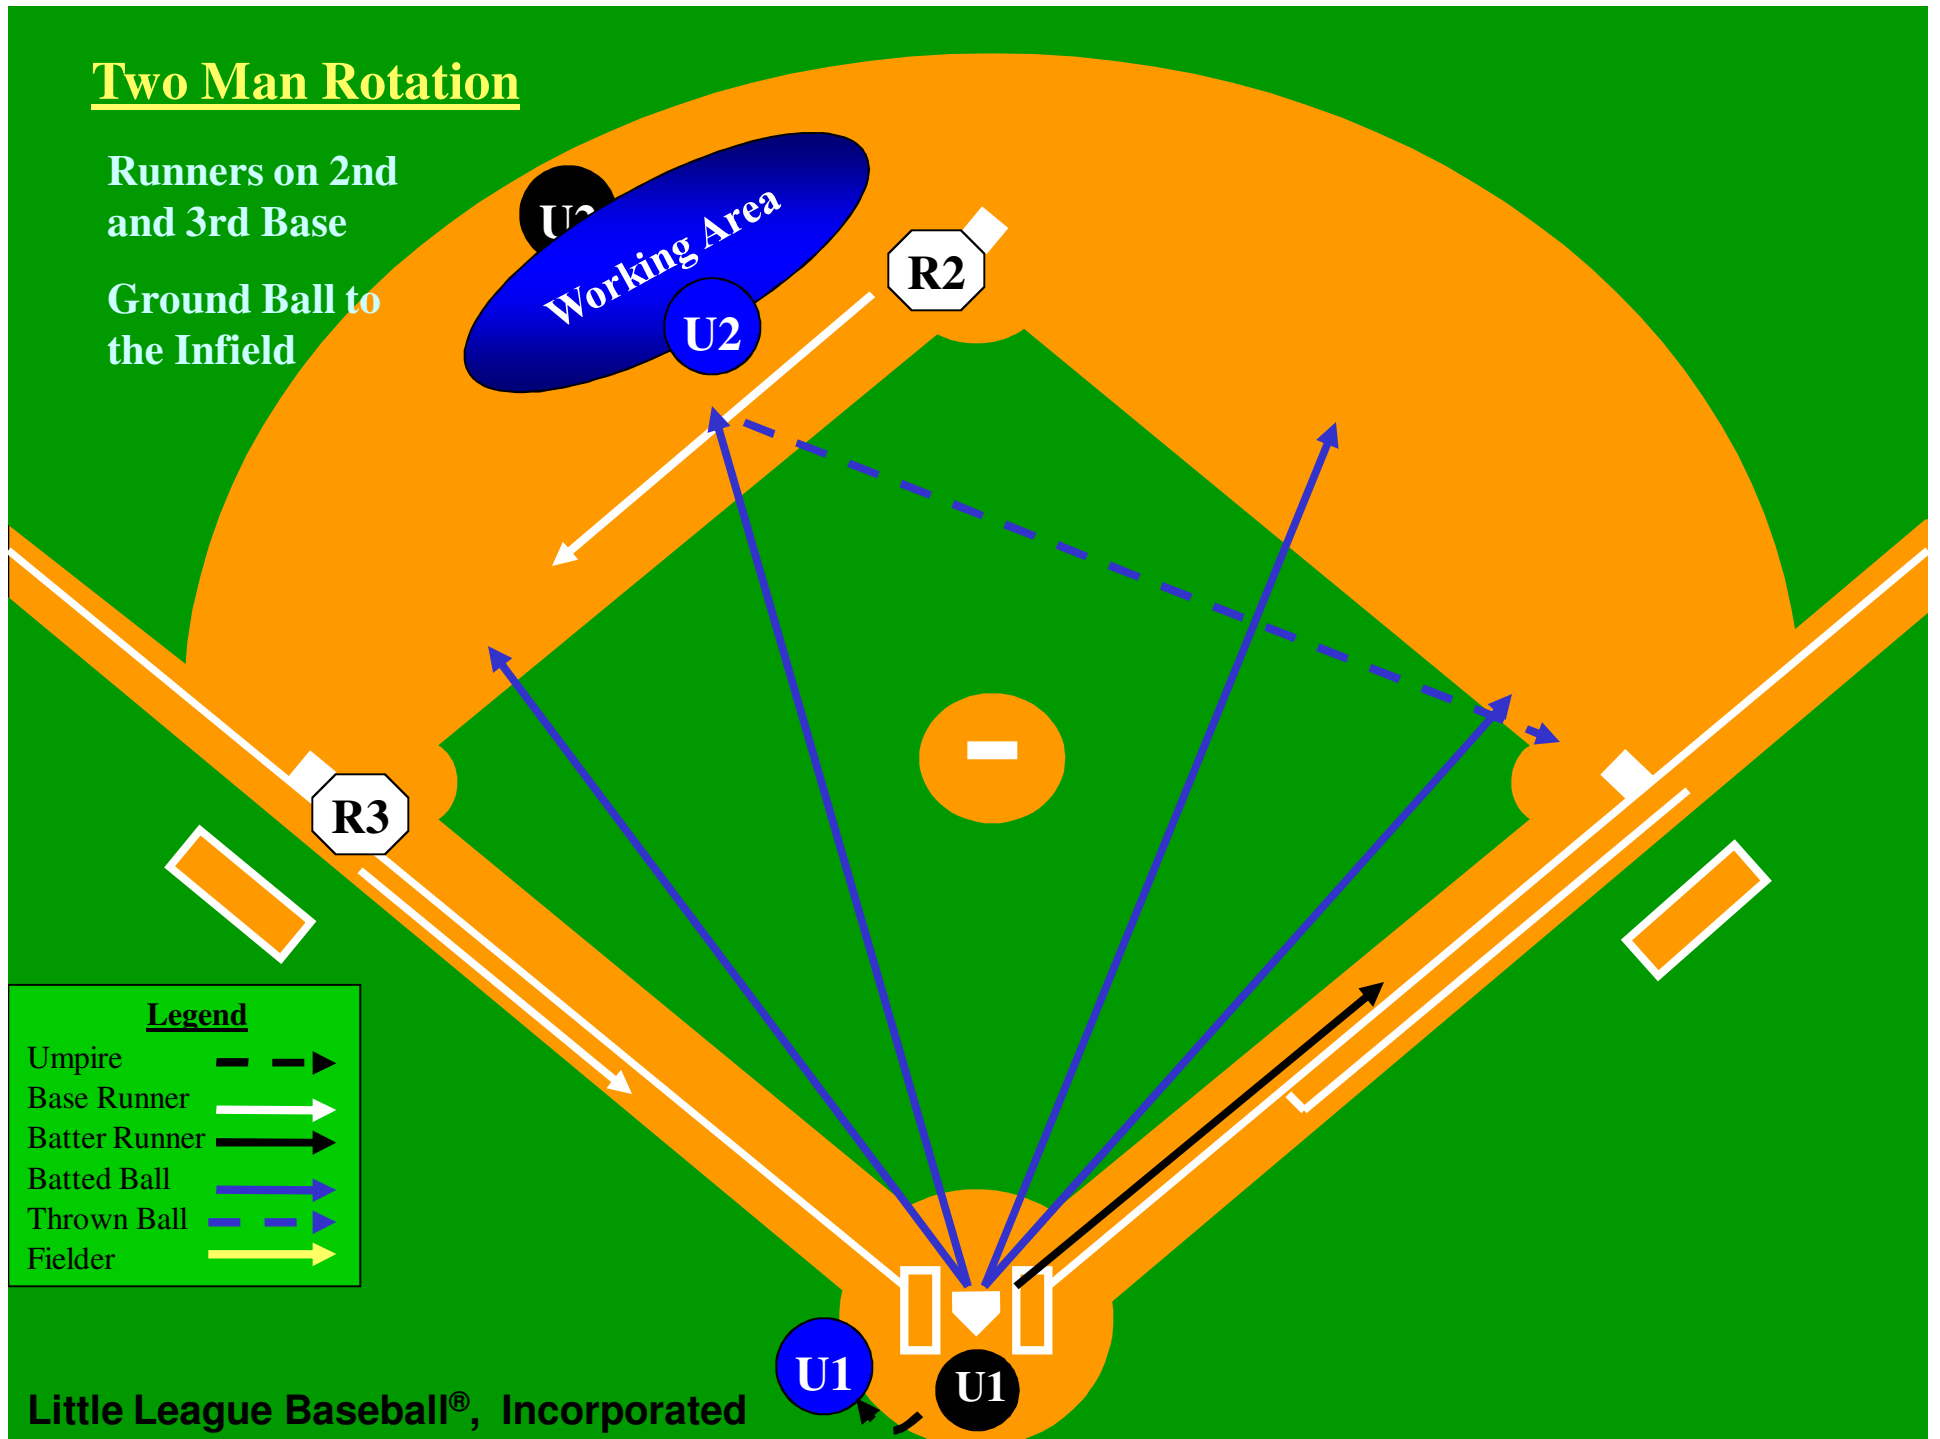 Two Man Rotation
Runners on 2nd
and 3rd Base
Ground Ball to
the Infield
Working Area
U2
R2
R3
Legend
Umpire
Base Runner
Batter Runner
Batted Ball
Thrown Ball
Fielder
U1
U1
Little League Baseball®, Incorporated